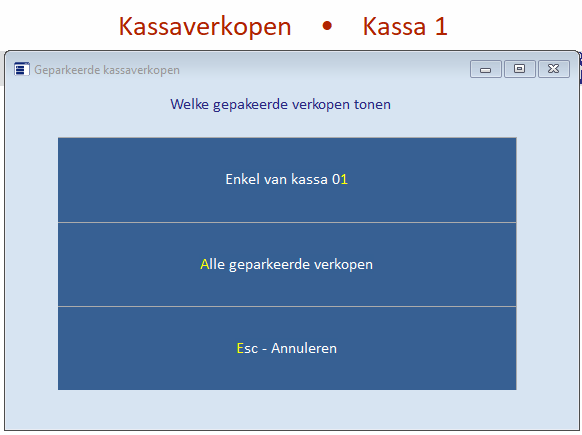 Kassaverkopen • Kassa 1
Geparkeerde kassaverkopen
Welke gepakeerde verkopen tonen
Enkel van kassa 01
Alle geparkeerde verkopen
Esc - Annuleren